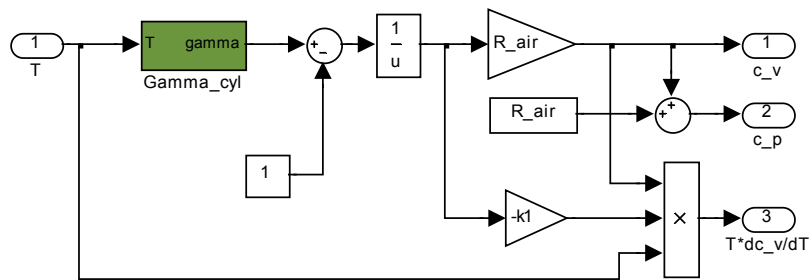 1
T
T gamma
Gamma_cyl
+
-
1
u
R_air
1
c_v
R_air
+
+
2
c_p
1
-k1
×
3
T*dc_v/dT